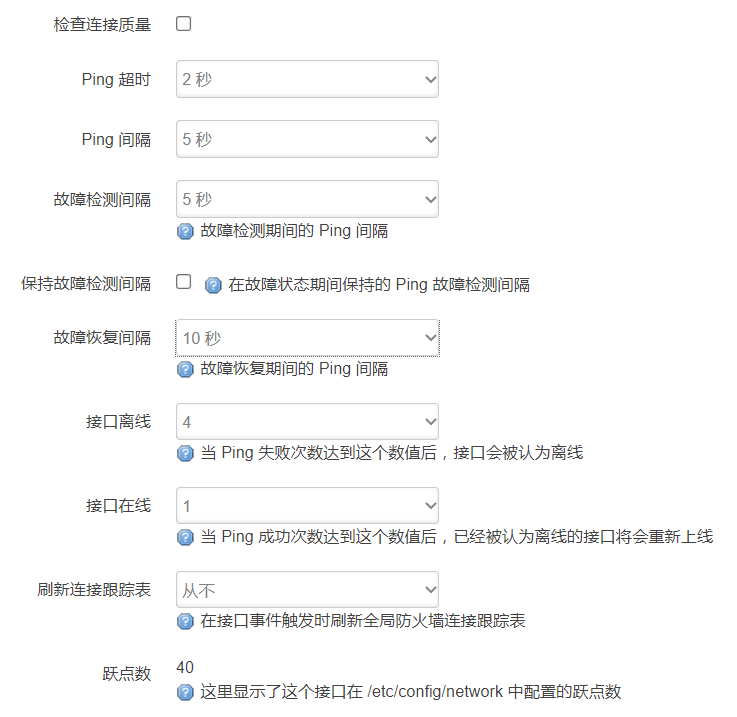 检查连接质量
Ping 超时 2 秒
Ping 间隔 5 秒
故障检测间隔 5 秒
故障检测期间的 Ping 间隔
保持故障检测间隔 在故障状态期间保持的 Ping 故障检测间隔
故障恢复间隔 10 秒
故障恢复期间的 Ping 间隔
接口离线 4
当 Ping 失败次数达到这个数值后，接口会被认为离线
接口在线 1
当 Ping 成功次数达到这个数值后，已经被认为离线的接口将会重新上线
刷新连接跟踪表 从不
在接口事件触发时刷新全局防火墙连接跟踪表
跃点数 40
这里显示了这个接口在 /etc/config/network 中配置的跃点数